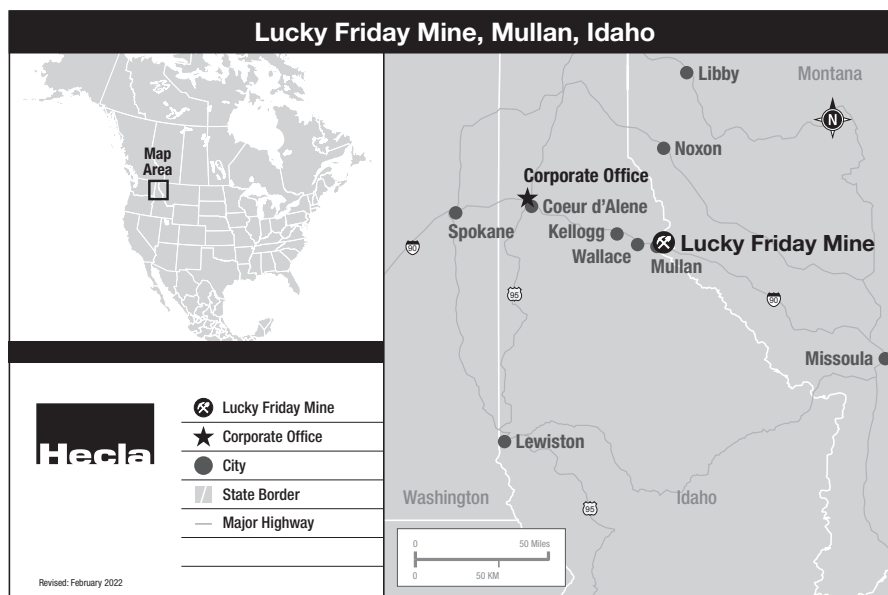 Lucky Friday Mine, Mullan, Idaho
Map
Area
Libby
Montana
N
Noxon
Corporate Office
Coeur d’Alene
Spokane
Kellogg
Lucky Friday Mine
Wallace
Mullan
90
95
90
Missoula
Lewiston
Washington
Idaho
95
0
50 Miles
0
50 KM
Hecla
Lucky Friday Mine
Corporate Office
City
State Border
Major Highway
Revised: February 2022